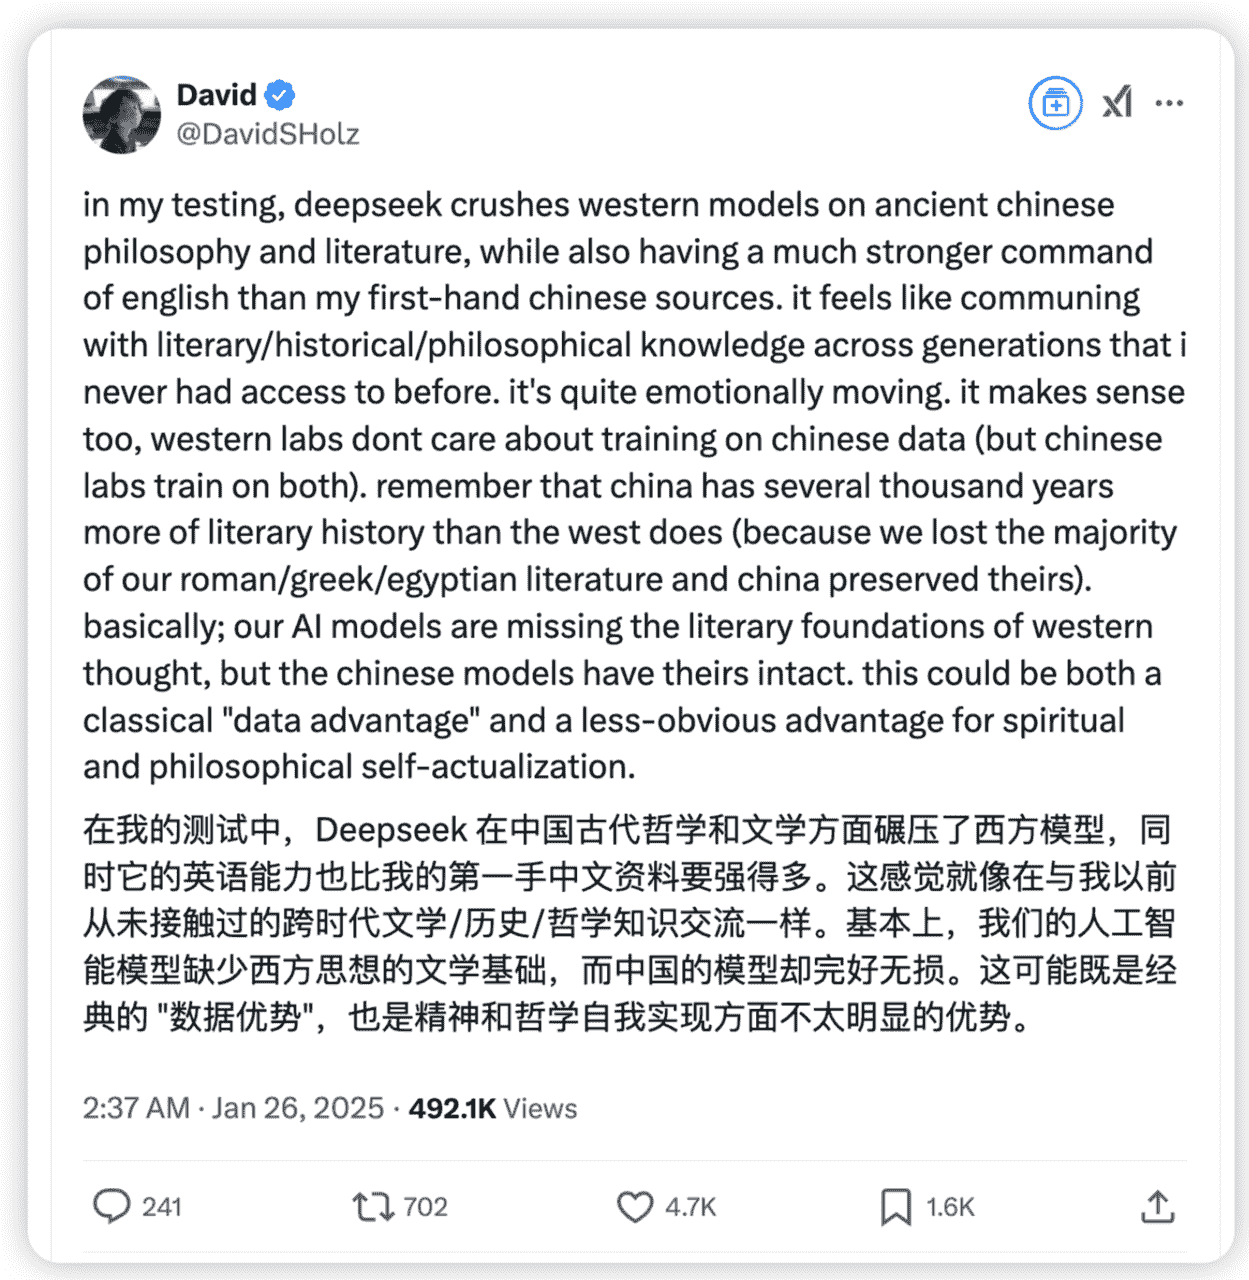 David
@DavidSHolz
in my testing, deepseek crushes western models on ancient chinese
philosophy and literature, while also having a much stronger command
of english than my first-hand chinese sources. it feels like communing
with literary/historical/philosophical knowledge across generations that i
never had access to before. it's quite emotionally moving. it makes sense
too, western labs dont care about training on chinese data (but chinese
labs train on both). remember that china has several thousand years
more of literary history than the west does (because we lost the majority
of our roman/greek/egyptian literature and china preserved theirs).
basically; our AI models are missing the literary foundations of western
thought, but the chinese models have theirs intact. this could be both a
classical "data advantage" and a less-obvious advantage for spiritual
and philosophical self-actualization.
在我的测试中，Deepseek 在中国古代哲学和文学方面碾压了西方模型，同
时它的英语能力也比我的第一手中文资料要强得多。这感觉就像在与我以前
从未接触过的跨时代文学/历史/哲学知识交流一样。基本上，我们的人工智
能模型缺少西方思想的文学基础，而中国的模型却完好无损。这可能既是经
典的 "数据优势"，也是精神和哲学自我实现方面不太明显的优势。
2:37 AM · Jan 26, 2025 · 492.1K Views
241 702 4.7K 1.6K